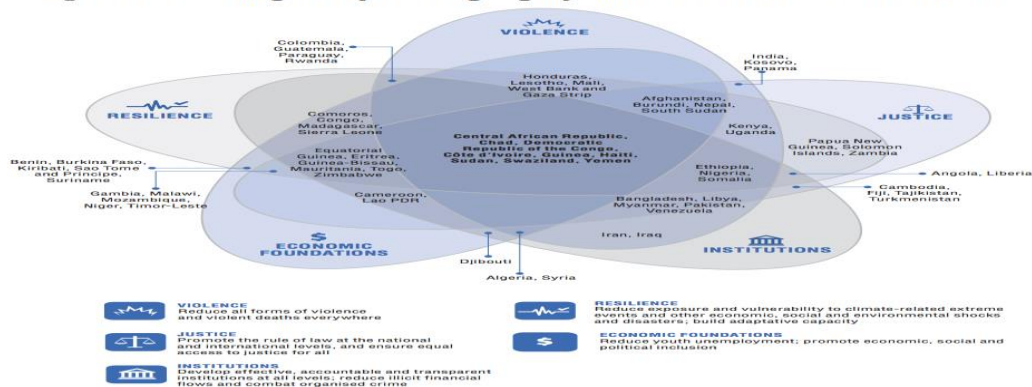 VIOLENCE
Colombia,
Guatemala,
Paraguay,
Rwanda
India,
Kosovo,
Panama
Honduras,
Lesotho, Mali,
West Bank and
Gaza Strip
Afghanistan,
Burundi, Nepal,
South Sudan
RESILIENCE
JUSTICE
Comoros,
Congo,
Madagascar,
Sierra Leone
Kenya,
Uganda
Central African Republic,
Chad, Democratic
Republic of the Congo,
Côte d'Ivoire, Guinea, Haiti,
Sudan, Swaziland, Yemen
Papua New
Guinea, Solomon
Islands, Zambia
Equatorial
Guinea, Eritrea,
Guinea-Bissau,
Mauritania, Togo,
Zimbabwe
Benin, Burkina Faso,
Kiribati, Sao Tome
and Principe,
Suriname
Ethiopia,
Nigeria,
Somalia
Angola, Liberia
Gambia, Malawi,
Mozambique,
Niger, Timor-Leste
Cameroon,
Lao PDR
Bangladesh, Libya,
Myanmar, Pakistan,
Venezuela
Cambodia,
Fiji, Tajikistan,
Turkmenistan
Iran, Iraq
$
ECONOMIC
FOUNDATIONS
INSTITUTIONS
Djibouti
Algeria, Syria
VIOLENCE
Reduce all forms of violence
and violent deaths everywhere
JUSTICE
Promote the rule of law at the national
and international levels, and ensure equal
access to justice for all
INSTITUTIONS
Develop effective, accountable and transparent
institutions at all levels; reduce illicit financial
flows and combat organised crime
RESILIENCE
Reduce exposure and vulnerability to climate-related extreme
events and other economic, social and environmental shocks
and disasters; build adaptative capacity
$
ECONOMIC FOUNDATIONS
Reduce youth unemployment; promote economic, social and
political inclusion